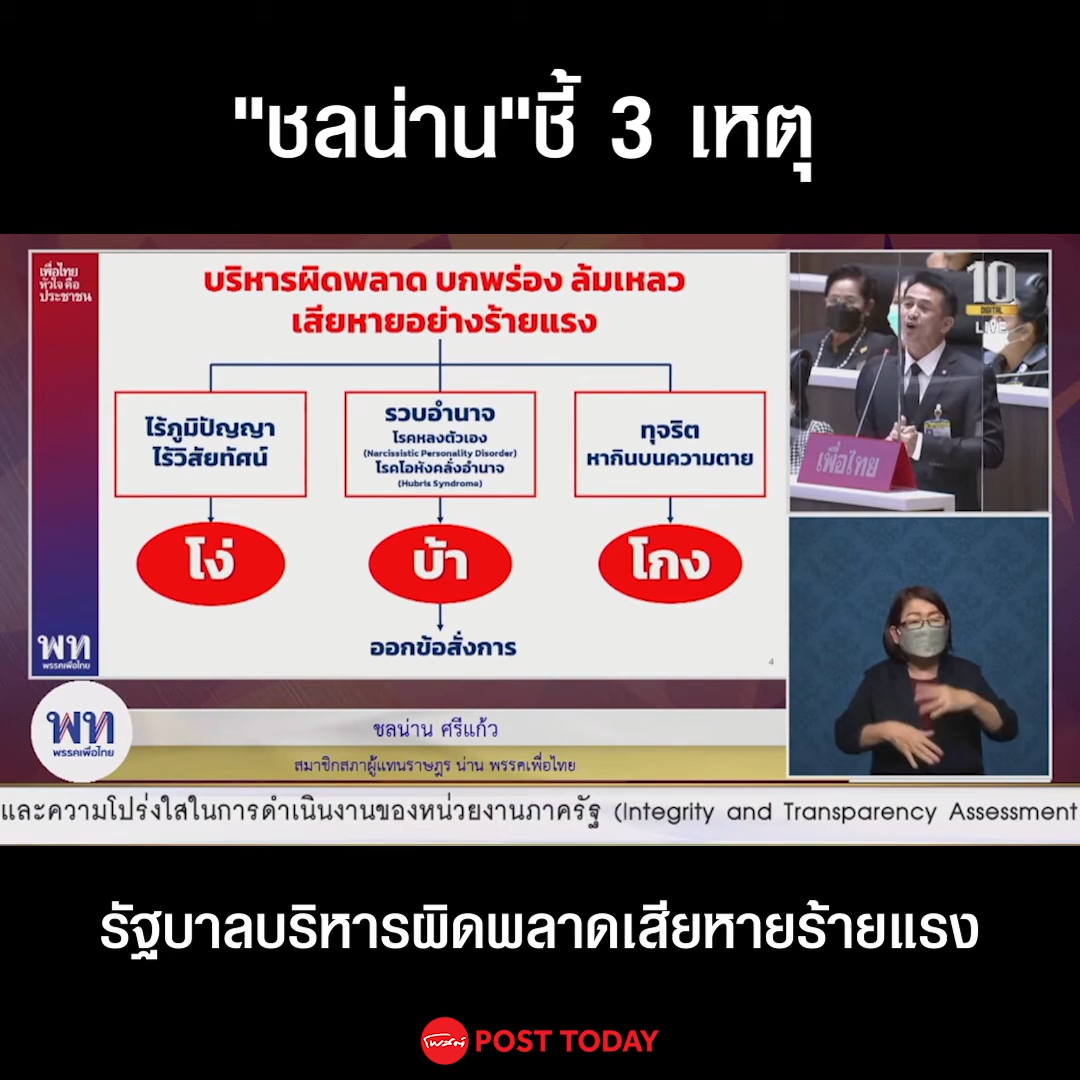 "ชลน่าน"ชี้ 3 เหตุ
เพื่อไทย
หัวใจ คือ
ประชาชน
บริหารผิดพลาด บกพร่อง ล้มเหลว
เสียหายอย่างร้ายแรง
ไร้ภูมิปัญญา
ไร้วิสัยทัศน์
รวบอำนาจ
โรคหลงตัวเอง
(Narcissistic Personality Disorder)
โรคโอหังคลั่งอำนาจ
(Hubris Syndrome)
ทุจริต
หากินบนความตาย
โง่
บ้า
โกง
ออกข้อสั่งการ
4
พท
พรรคเพื่อไทย
10
DIGITAL
LIVE
เพื่อไทย
พท
พรรคเพื่อไทย
ชลน่าน ศรีแก้ว
สมาชิกสภาผู้แทนราษฎร น่าน พรรคเพื่อไทย
และความโปร่งใสในการดำเนินงานของหน่วยงานภาครัฐ (Integrity and Transparency Assessment
รัฐบาลบริหารผิดพลาดเสียหายร้ายแรง
โพสต์ POST TODAY